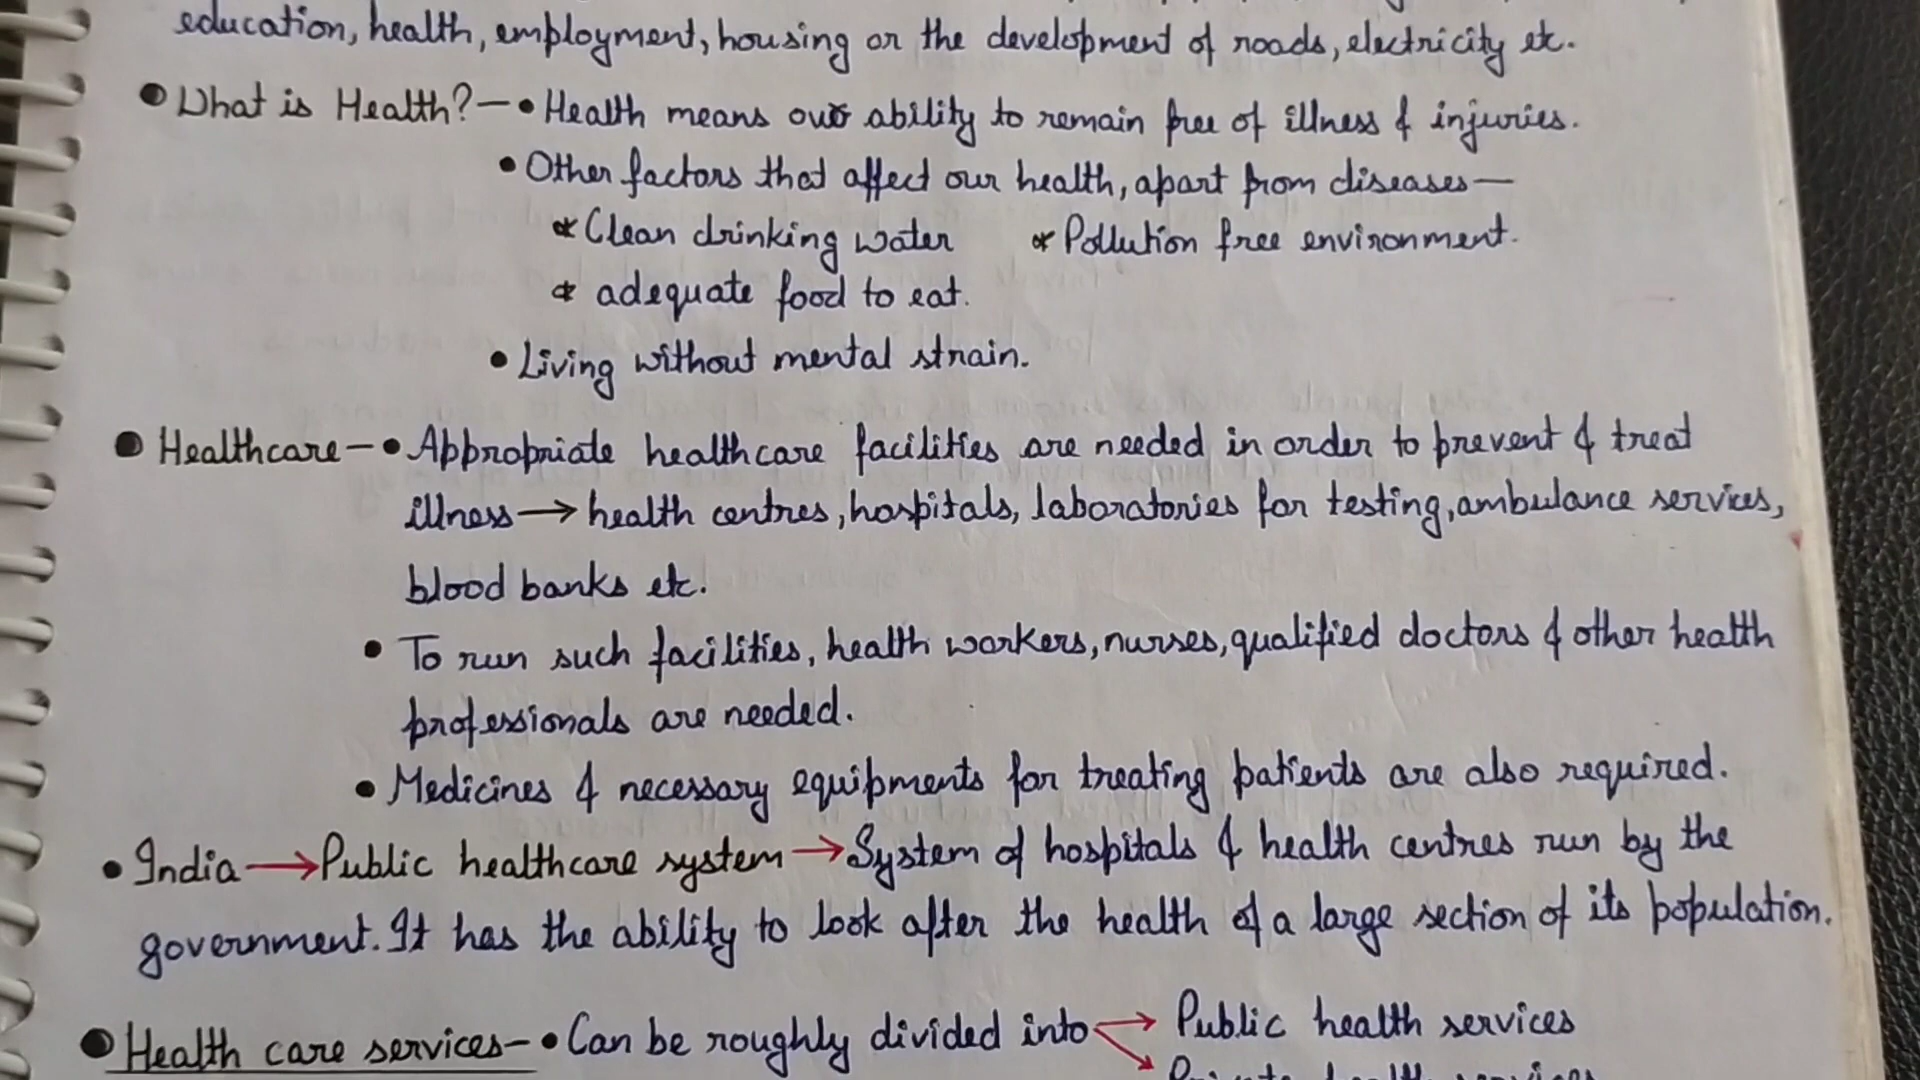 education, health, employment, housing or the development of roads, electricity etc.
● What is Health? — • Health means our ability to remain free of illness & injuries.
• Other factors that affect our health, apart from diseases —
* Clean drinking water * Pollution free environment.
* adequate food to eat.
• Living without mental strain.
● Healthcare — • Appropriate healthcare facilities are needed in order to prevent & treat
illness → health centres, hospitals, laboratories for testing, ambulance services,
blood banks etc.
• To run such facilities, health workers, nurses, qualified doctors & other health
professionals are needed.
• Medicines & necessary equipments for treating patients are also required.
• India → Public healthcare system → System of hospitals & health centres run by the
government. It has the ability to look after the health of a large section of its population.
● Health care services — • Can be roughly divided into → Public health services
→ Private health services